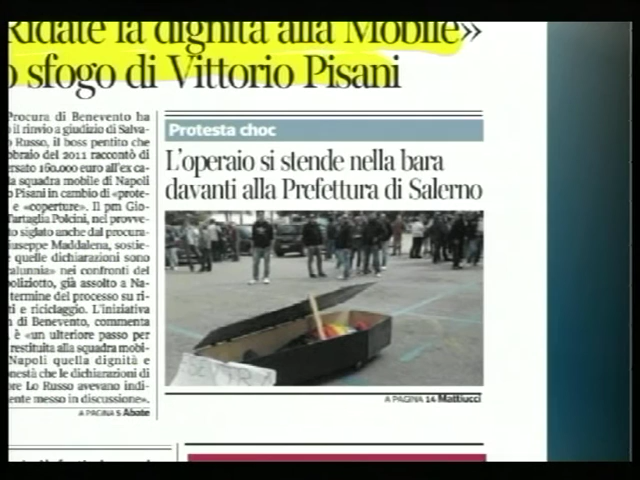 Ridate la dignità alla Mobile»
o sfogo di Vittorio Pisani
Procura di Benevento ha
o il rinvio a giudizio di Salva-
Russo, il boss pentito che
bbraio del 2011 raccontò di
ersato 160.000 euro all'ex ca-
a squadra mobile di Napoli
o Pisani in cambio di «prote-
e «coperture». Il pm Gio-
Tartaglia Polcini, nel provve-
to siglato anche dal procura-
iuseppe Maddalena, sostie-
quelle dichiarazioni sono
calunnia» nei confronti del
poliziotto, già assolto a Na-
termine del processo su ri-
ti e riciclaggio. L'iniziativa
di Benevento, commenta
è «un ulteriore passo per
restituita alla squadra mobi-
Napoli quella dignità e
onestà che le dichiarazioni di
ore Lo Russo avevano indi-
ente messo in discussione».
A PAGINA 5 Abate
Protesta choc
L'operaio si stende nella bara
davanti alla Prefettura di Salerno
A PAGINA 14 Mattiucci